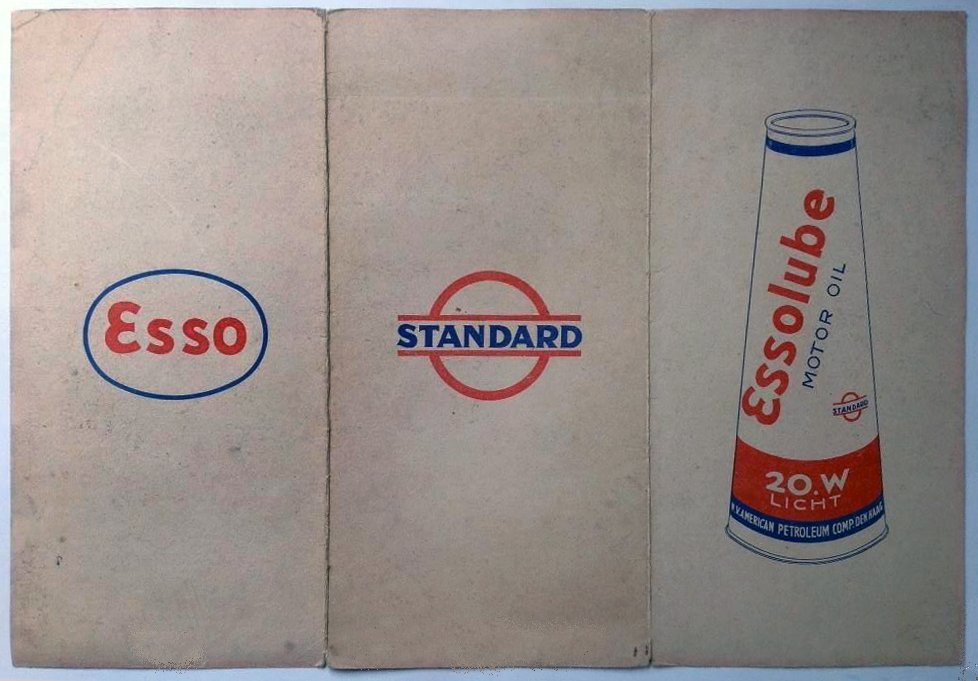 Esso
STANDARD
Essolube
MOTOR OIL
STANDARD
20.W
LICHT
N.V. AMERICAN PETROLEUM COMP. DEN HAAG